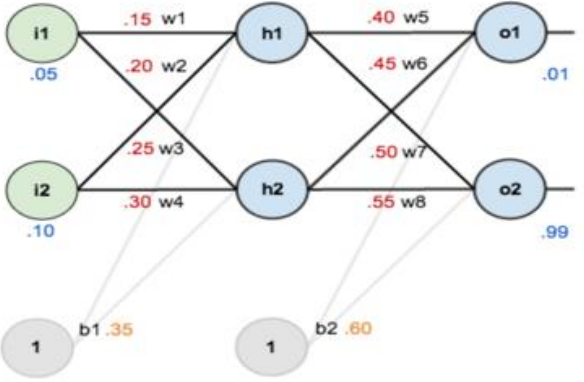 i1 .15 w1 h1 .40 w5 o1
.05 .20 w2 .45 w6 .01
.25 w3 .50 w7
i2 .30 w4 h2 .55 w8 o2
.10 .99
1 b1 .35 1 b2 .60